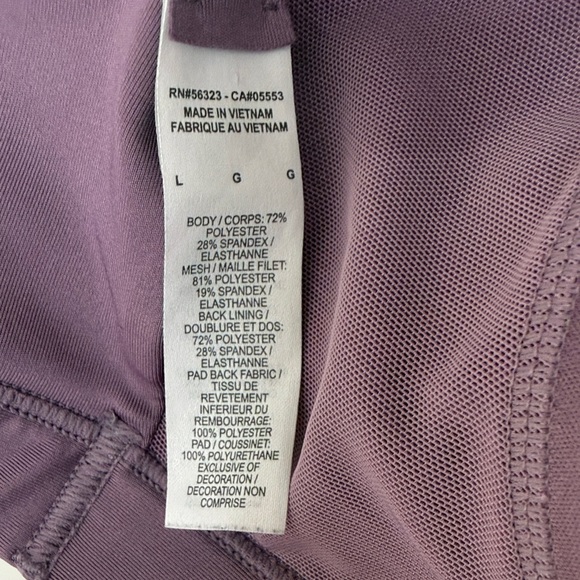 RN#56323 - CA#05553
MADE IN VIETNAM
FABRIQUE AU VIETNAM
L G G
BODY / CORPS: 72%
POLYESTER
28% SPANDEX /
ELASTHANNE
MESH / MAILLE FILET:
81% POLYESTER
19% SPANDEX /
ELASTHANNE
BACK LINING /
DOUBLURE ET DOS:
72% POLYESTER
28% SPANDEX /
ELASTHANNE
PAD BACK FABRIC /
TISSU DE
REVETEMENT
INFERIEUR DU
REMBOURRAGE:
100% POLYESTER
PAD / COUSSINET:
100% POLYURETHANE
EXCLUSIVE OF
DECORATION /
DECORATION NON
COMPRISE